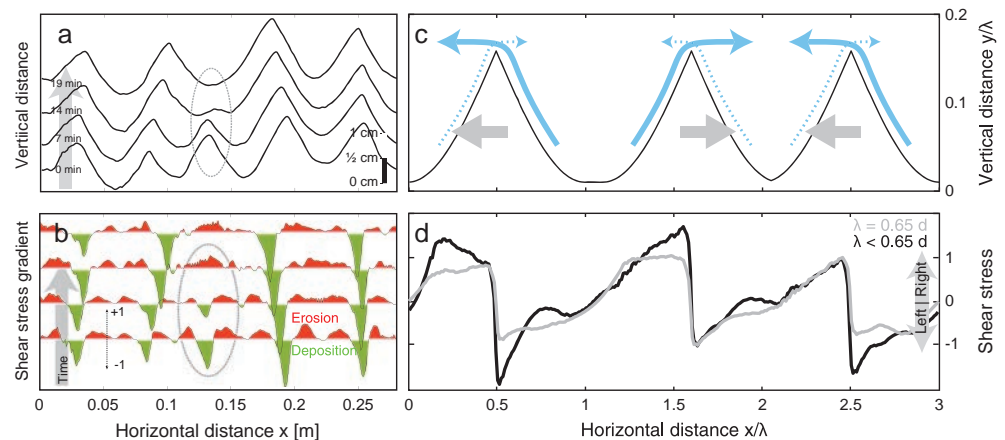 a
Vertiical distance
19 min
14 min
7 min
0 min
1 cm
½ cm
0 cm
b
Shear stress gradient
Time
+1
-1
Erosion
Deposition
0
0.05
0.1
0.15
0.2
0.25
Horizontal distance x [m]
c
0.2
0.1
0
Vertical distance y/λ
d
λ = 0.65 d
λ < 0.65 d
Left | Right
1
0
-1
Shear stress
0
0.5
1
1.5
2
2.5
3
Horizontal distance x/λ